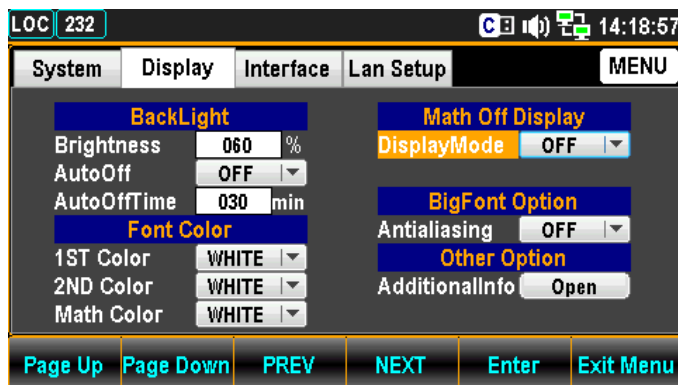 LOC 232 C 14:18:57
System Display Interface Lan Setup MENU
BackLight
Brightness 060 %
AutoOff OFF
AutoOffTime 030 min
Font Color
1ST Color WHITE
2ND Color WHITE
Math Color WHITE
Math Off Display
DisplayMode OFF
BigFont Option
Antialiasing OFF
Other Option
AdditionalInfo Open
Page Up Page Down PREV NEXT Enter Exit Menu